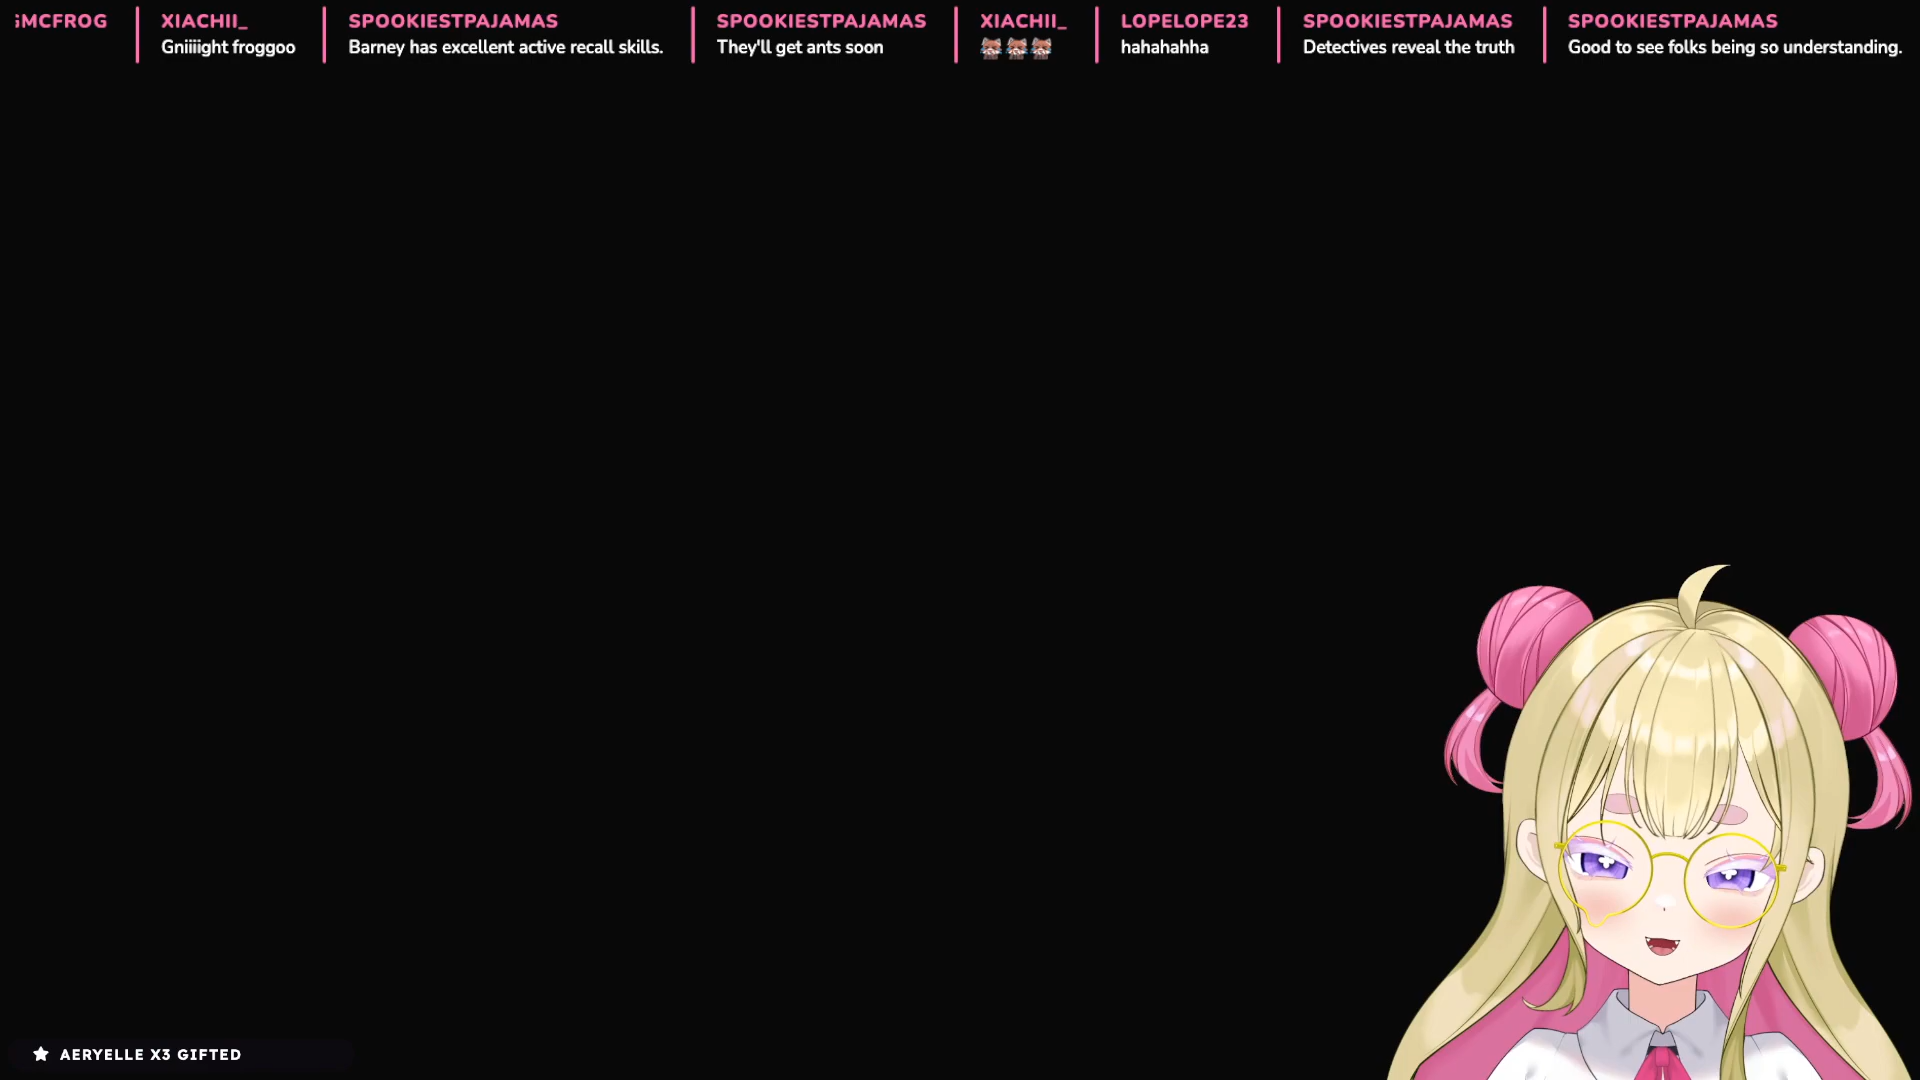 MCFROG
XIACHII_
Gniiiight froggoo
SPOOKIESTPAJAMAS
Barney has excellent active recall skills.
SPOOKIESTPAJAMAS
They'll get ants soon
XIACHII_
LOPELOPE23
hahahahha
SPOOKIESTPAJAMAS
Detectives reveal the truth
SPOOKIESTPAJAMAS
Good to see folks being so understanding.
AERYELLE X3 GIFTED